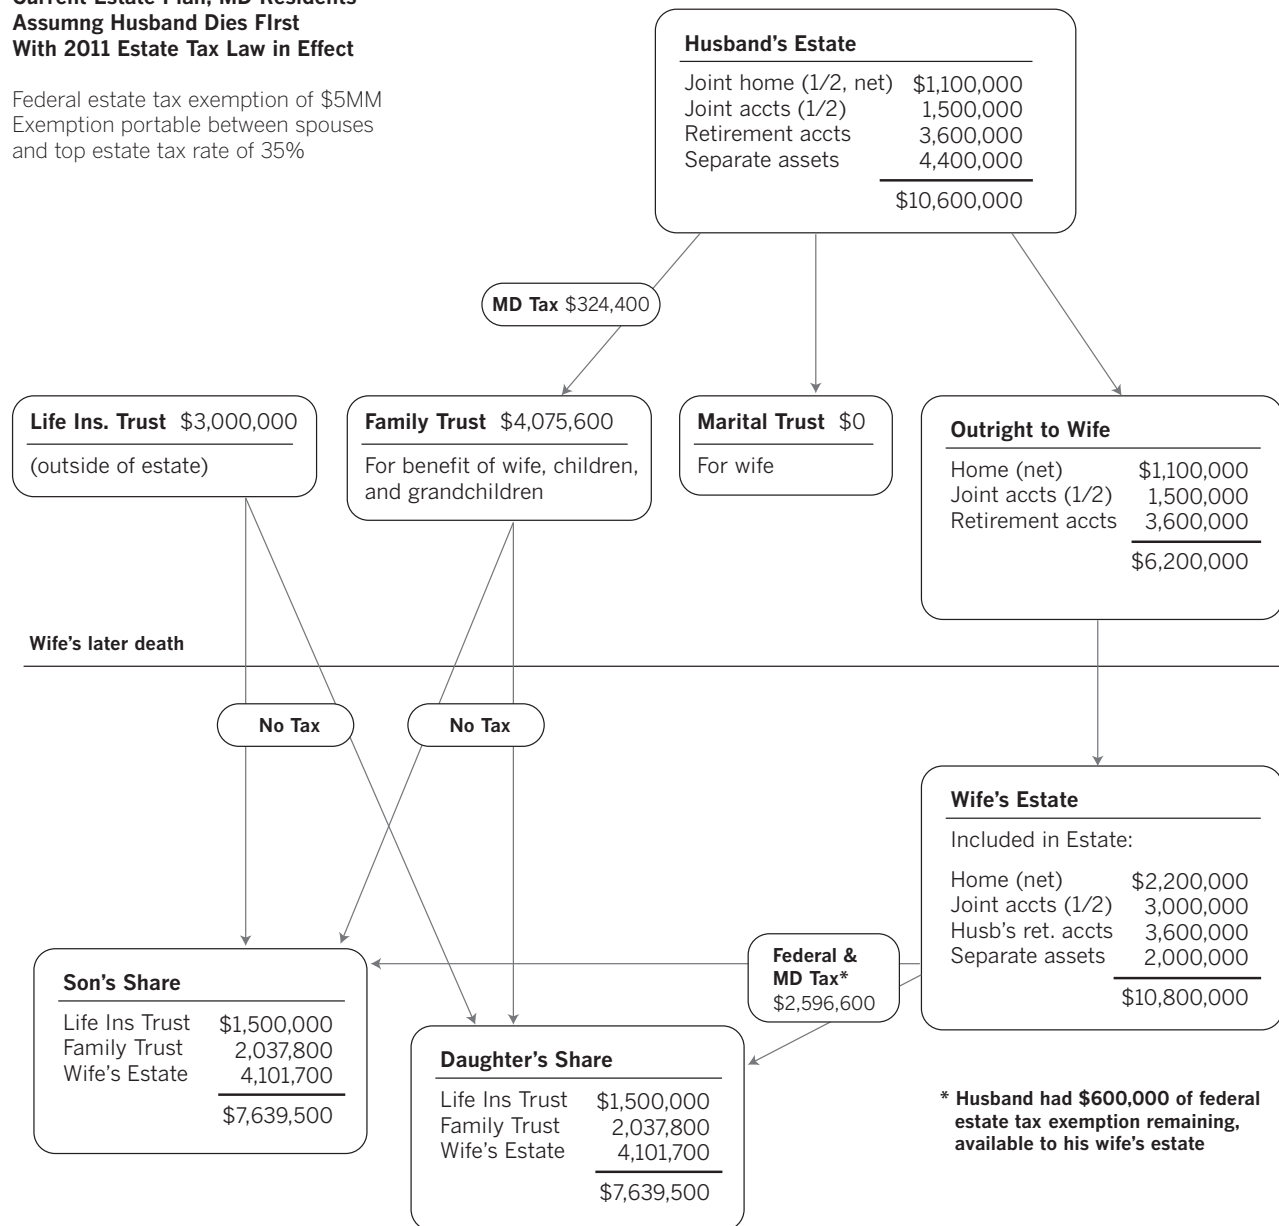 Current Estate Plan, MD Residents
Assumng Husband Dies FIrst
With 2011 Estate Tax Law in Effect
Federal estate tax exemption of $5MM
Exemption portable between spouses
and top estate tax rate of 35%
Husband's Estate
Joint home (1/2, net) $1,100,000
Joint accts (1/2) 1,500,000
Retirement accts 3,600,000
Separate assets 4,400,000
$10,600,000
MD Tax $324,400
Life Ins. Trust $3,000,000
(outside of estate)
Family Trust $4,075,600
For benefit of wife, children,
and grandchildren
Marital Trust $0
For wife
Outright to Wife
Home (net) $1,100,000
Joint accts (1/2) 1,500,000
Retirement accts 3,600,000
$6,200,000
Wife's later death
No Tax
No Tax
Wife's Estate
Included in Estate:
Home (net) $2,200,000
Joint accts (1/2) 3,000,000
Husb's ret. accts 3,600,000
Separate assets 2,000,000
$10,800,000
Federal &
MD Tax*
$2,596,600
Son's Share
Life Ins Trust $1,500,000
Family Trust 2,037,800
Wife's Estate 4,101,700
$7,639,500
Daughter's Share
Life Ins Trust $1,500,000
Family Trust 2,037,800
Wife's Estate 4,101,700
$7,639,500
* Husband had $600,000 of federal
estate tax exemption remaining,
available to his wife's estate